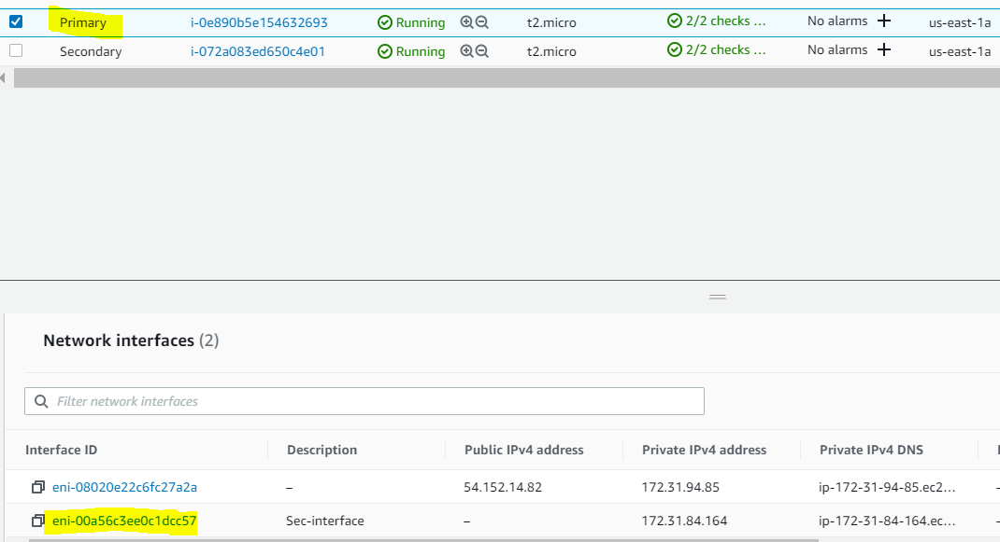 Primary i-0e890b5e154632693 Running t2.micro 2/2 checks ... No alarms + us-east-1a
Secondary i-072a083ed650c4e01 Running t2.micro 2/2 checks ... No alarms + us-east-1a
Network interfaces (2)
Filter network interfaces
Interface ID Description Public IPv4 address Private IPv4 address Private IPv4 DNS
eni-08020e22c6fc27a2a – 54.152.14.82 172.31.94.85 ip-172-31-94-85.ec2... –
eni-00a56c3ee0c1dcc57 Sec-interface – 172.31.84.164 ip-172-31-84-164.ec... –